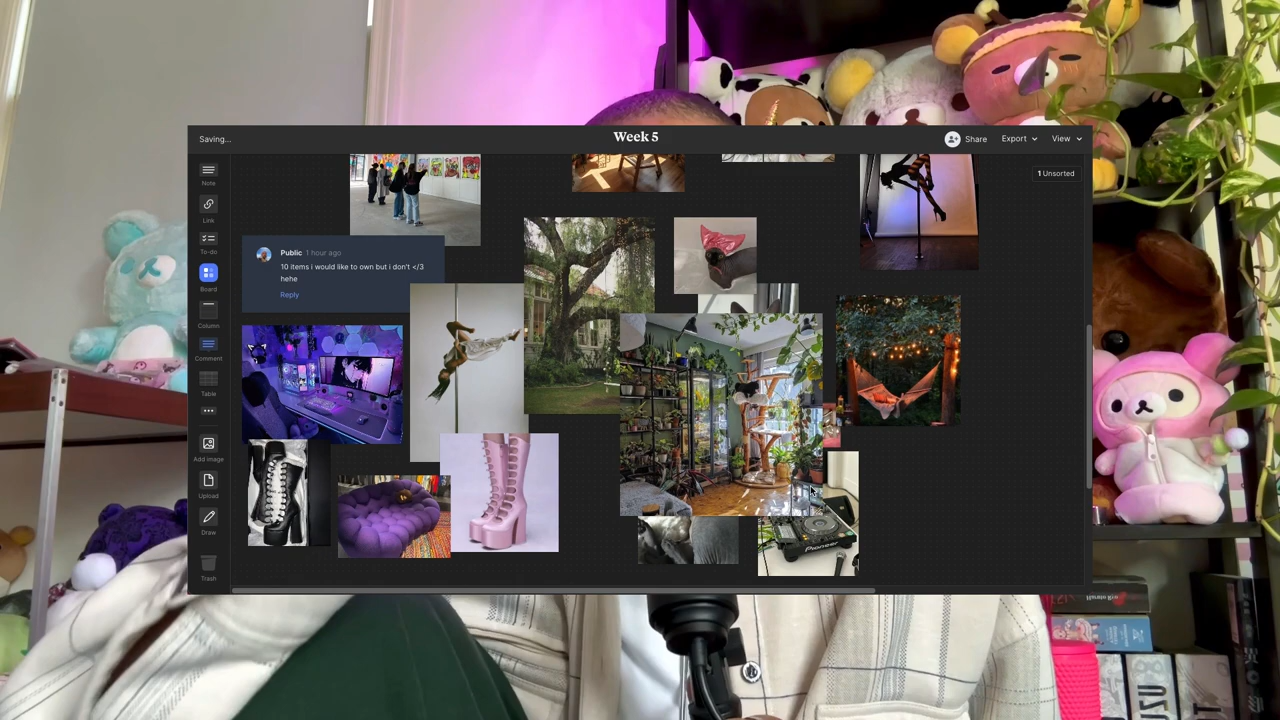 Saving...
Week 5
Share
Export
View
1 Unsorted
Note
Link
To-do
Board
Column
Comment
Table
Add image
Upload
Draw
Trash
Public 1 hour ago
10 items i would like to own but i don't </3
hehe
Reply
Pioneer